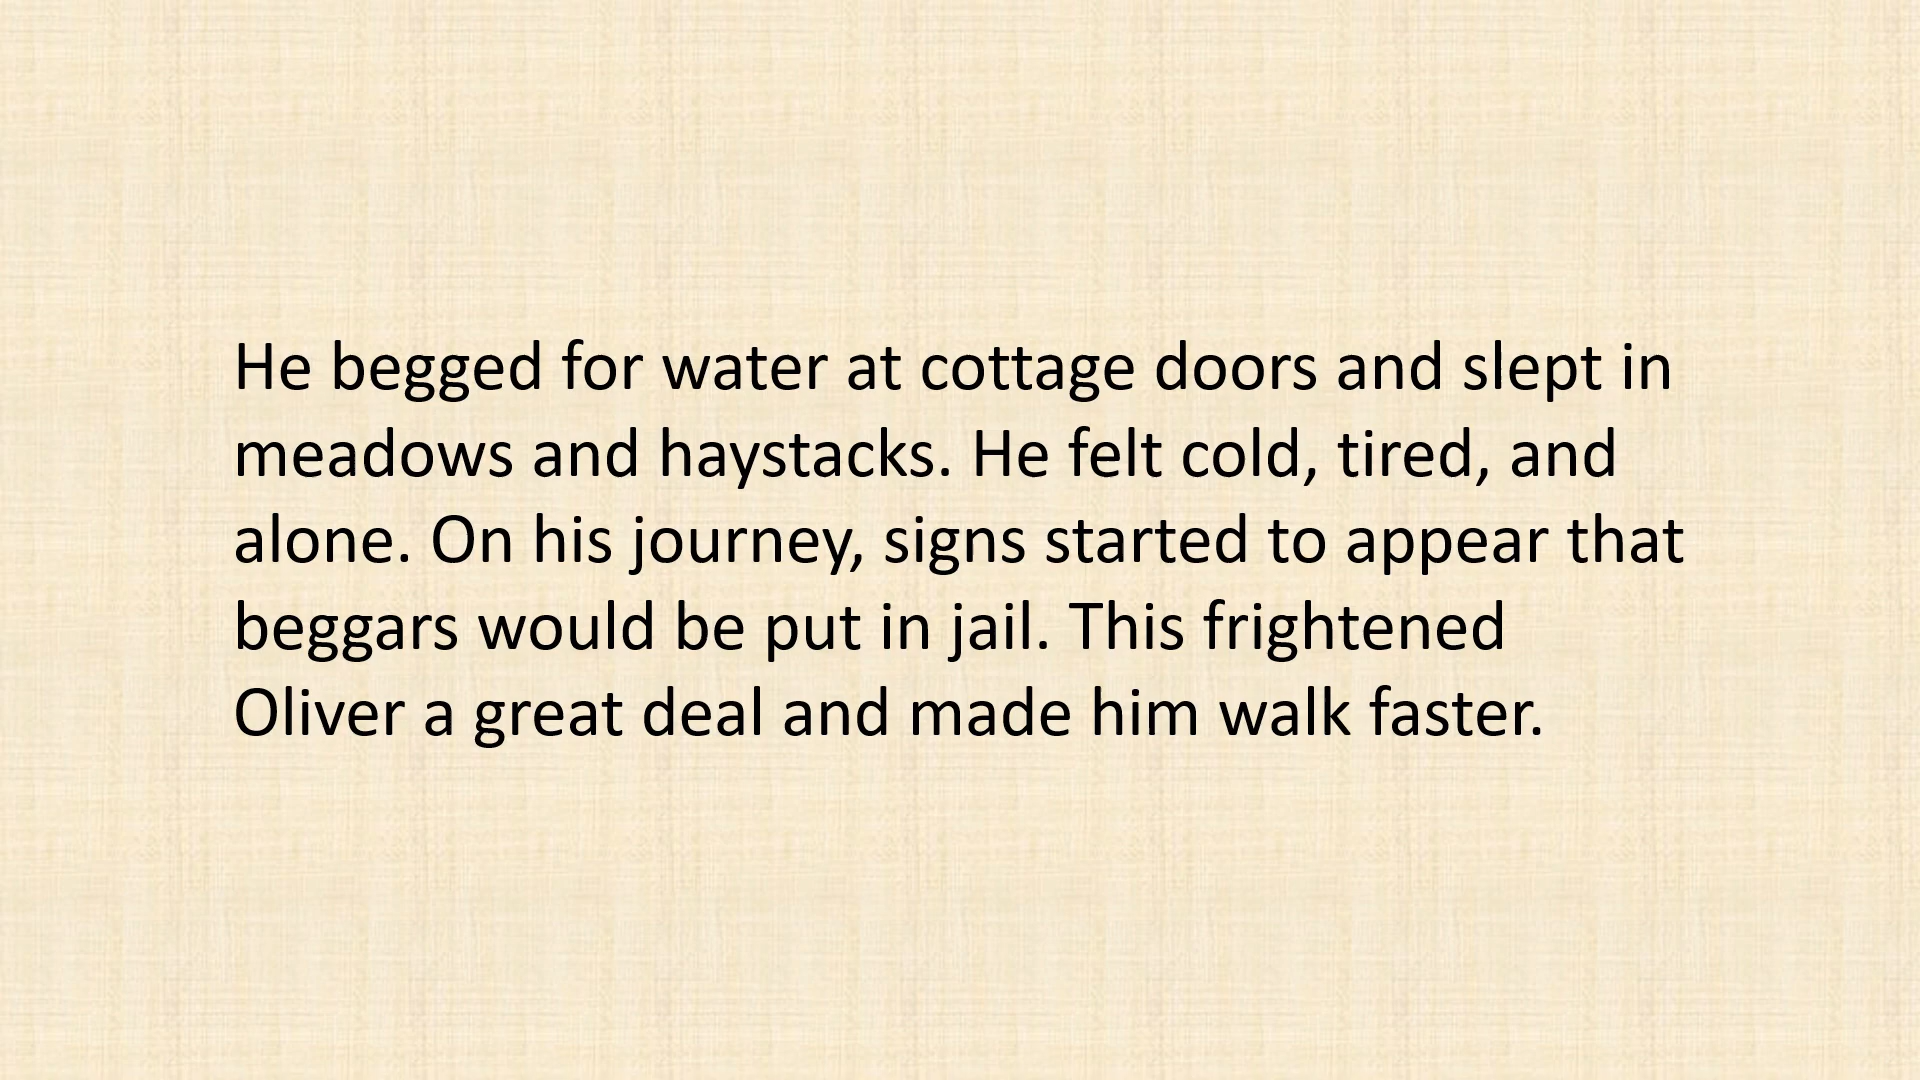 He begged for water at cottage doors and slept in
meadows and haystacks. He felt cold, tired, and
alone. On his journey, signs started to appear that
beggars would be put in jail. This frightened
Oliver a great deal and made him walk faster.